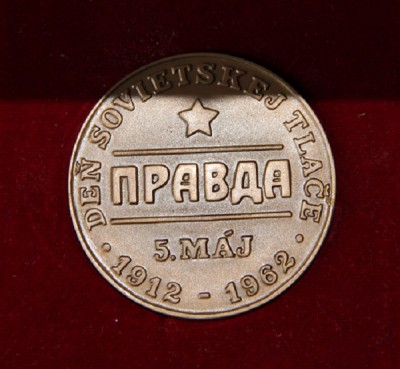 DEŇ SOVIETSKEJ TLAČE
ПРАВДА
5. MÁJ
· 1912 - 1962 ·